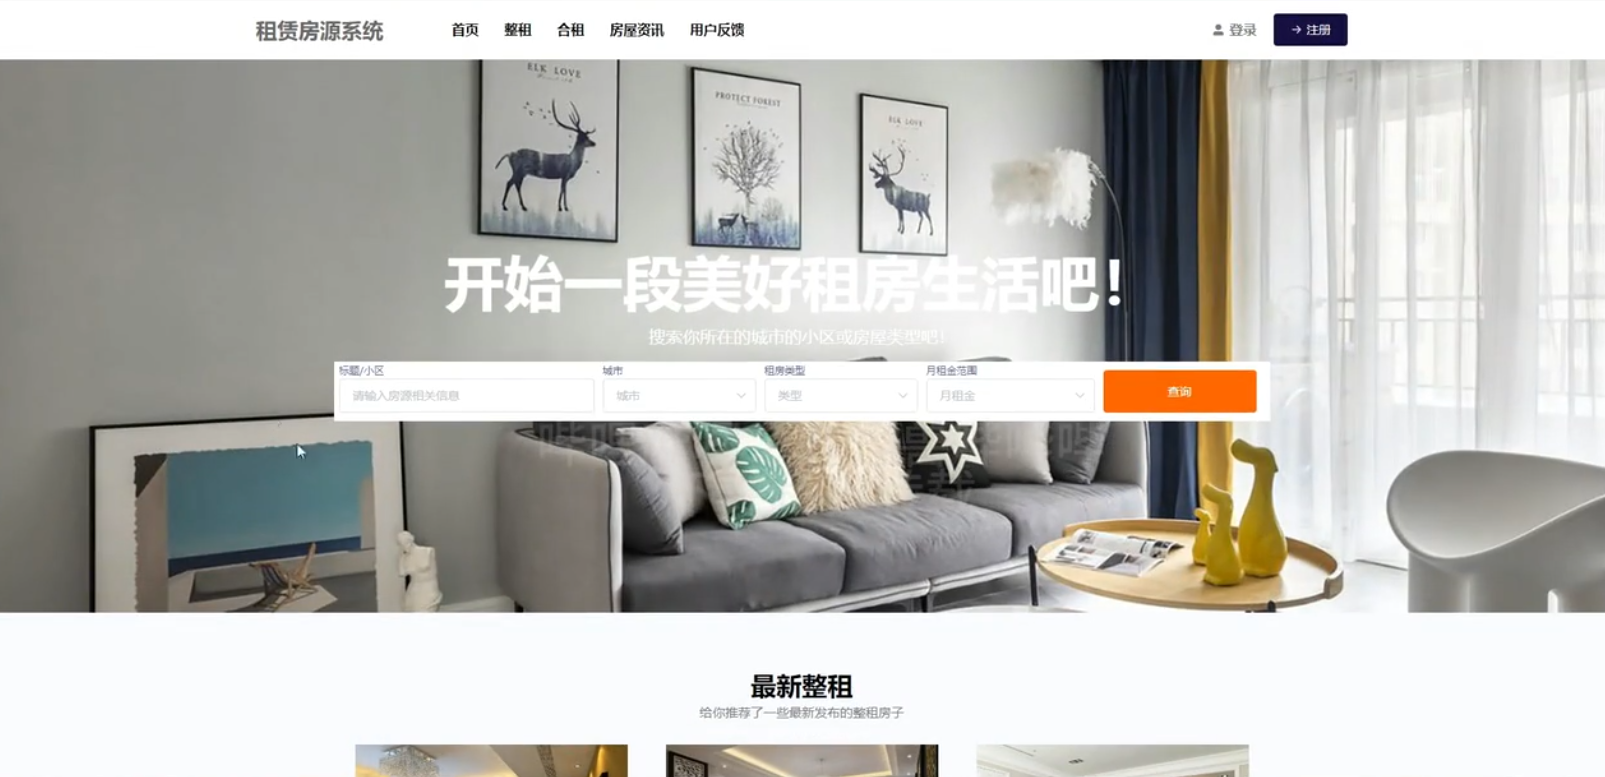 租赁房源系统
首页 整租 合租 房屋资讯 用户反馈
登录 注册
ELK LOVE
PROTECT FOREST
ELK LOVE
开始一段美好租房生活吧！
搜索你所在的城市的小区或房屋类型吧！
标题/小区 城市 租房类型 月租金范围
请输入房源相关信息 城市 类型 月租金 查询
最新整租
给你推荐了一些最新发布的整租房子